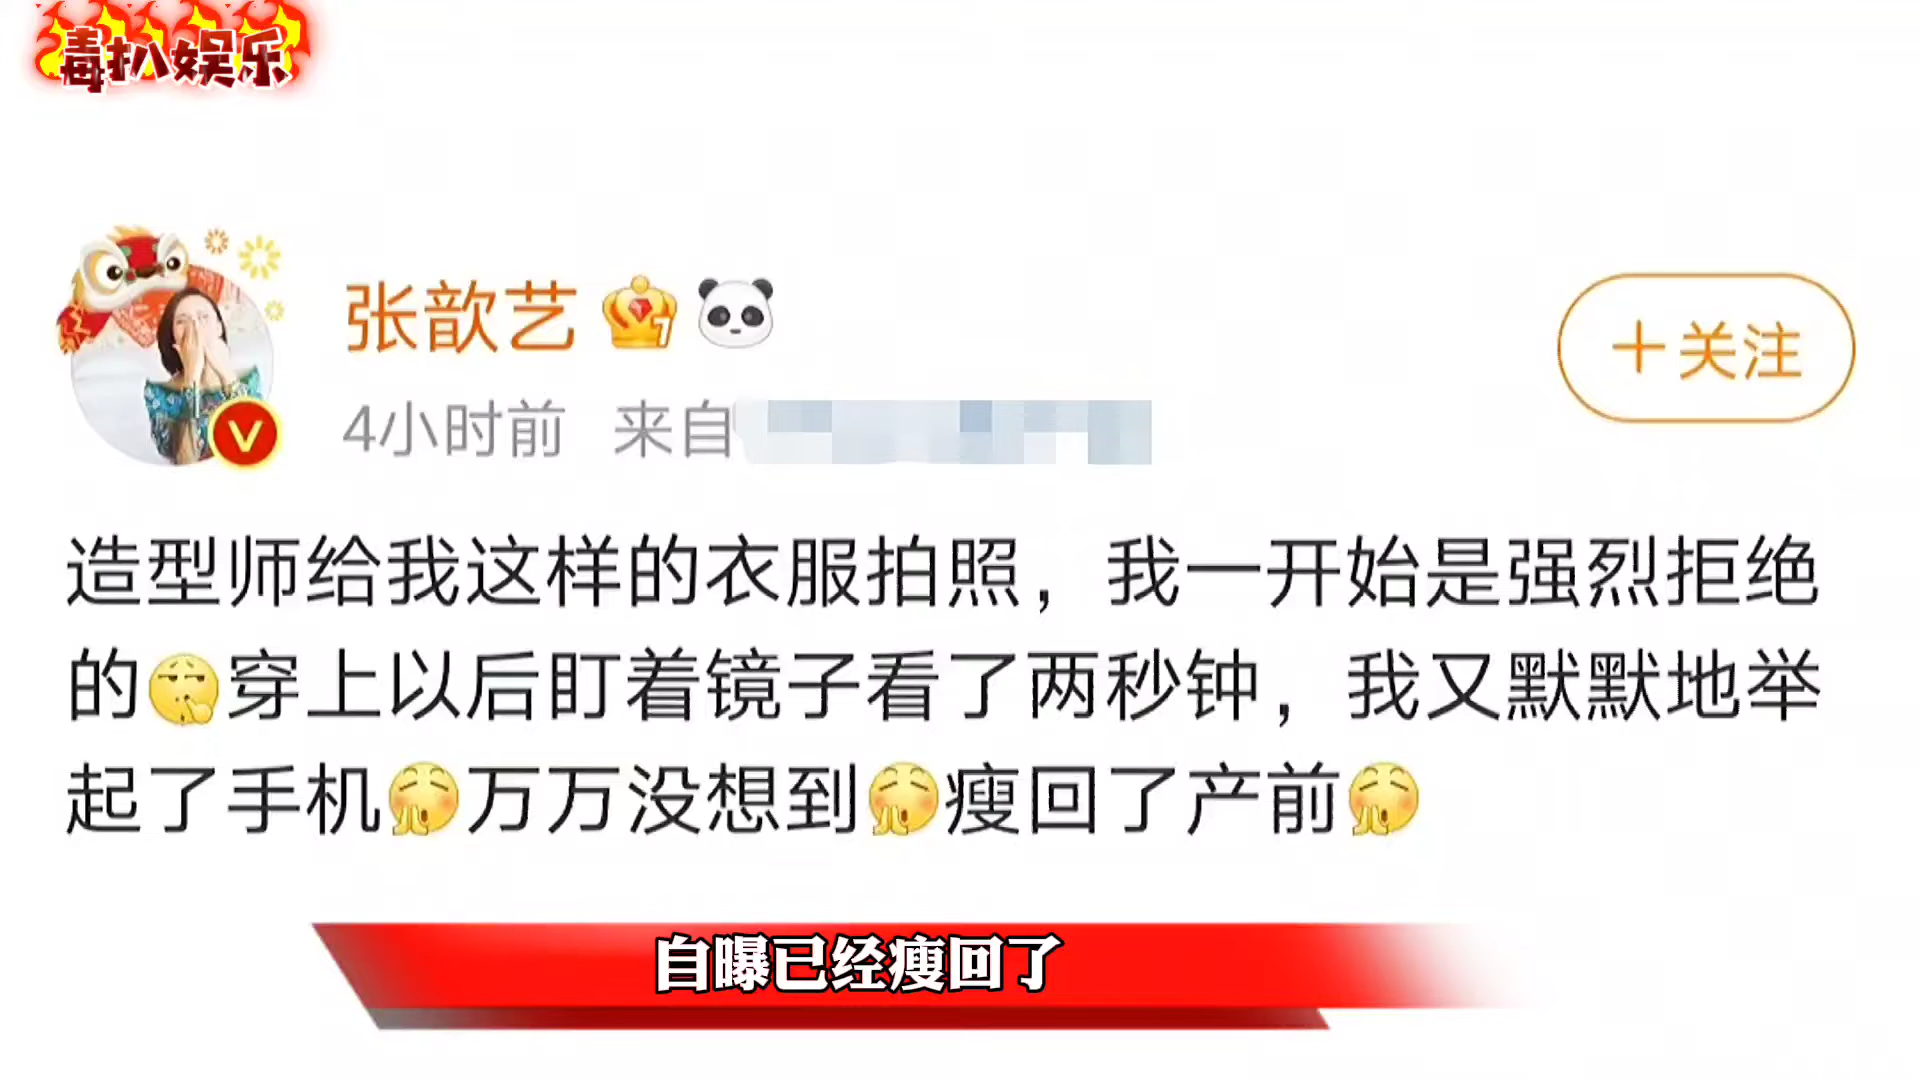 毒扒娱乐
张歆艺
+关注
4小时前 来自
造型师给我这样的衣服拍照，我一开始是强烈拒绝
的穿上以后盯着镜子看了两秒钟，我又默默地举
起了手机万万没想到瘦回了产前
自曝已经瘦回了